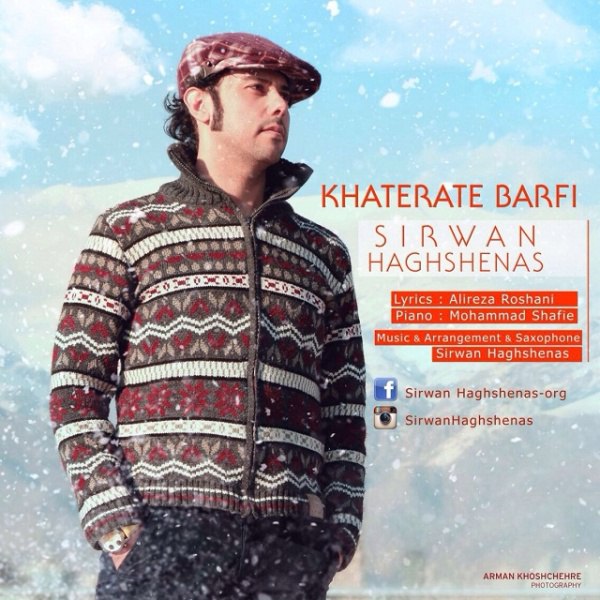 KHATERATE BARFI
SIRWAN
HAGHSHENAS
Lyrics : Alireza Roshani
Piano : Mohammad Shafie
Music & Arrangement & Saxophone
Sirwan Haghshenas
Sirwan Haghshenas-org
SirwanHaghshenas
ARMAN KHOSHCHEHRE
PHOTOGRAPHY